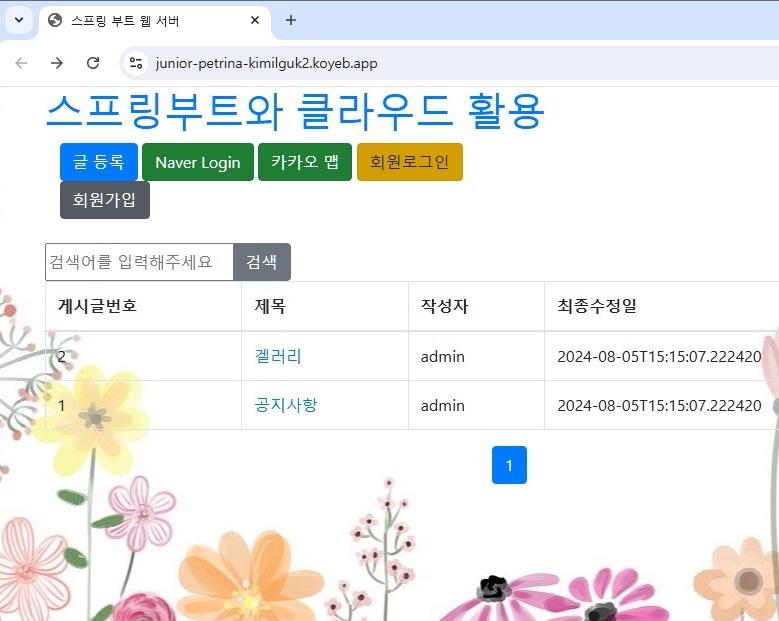 스프링 부트 웹 서버
junior-petrina-kimilguk2.koyeb.app
스프링부트와 클라우드 활용
글 등록 Naver Login 카카오 맵 회원로그인
회원가입
검색어를 입력해주세요 검색
게시글번호 제목 작성자 최종수정일
2 겔러리 admin 2024-08-05T15:15:07.222420
1 공지사항 admin 2024-08-05T15:15:07.222420
1